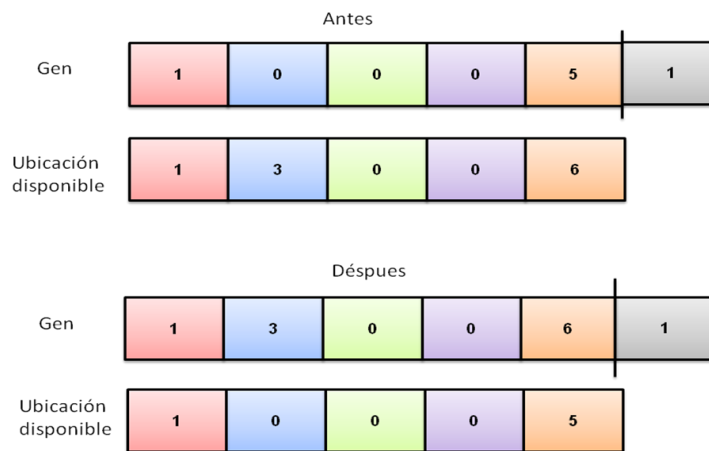 Antes
Gen 1 0 0 0 5 1
Ubicación
disponible
1 3 0 0 6
Déspues
Gen 1 3 0 0 6 1
Ubicación
disponible
1 0 0 0 5